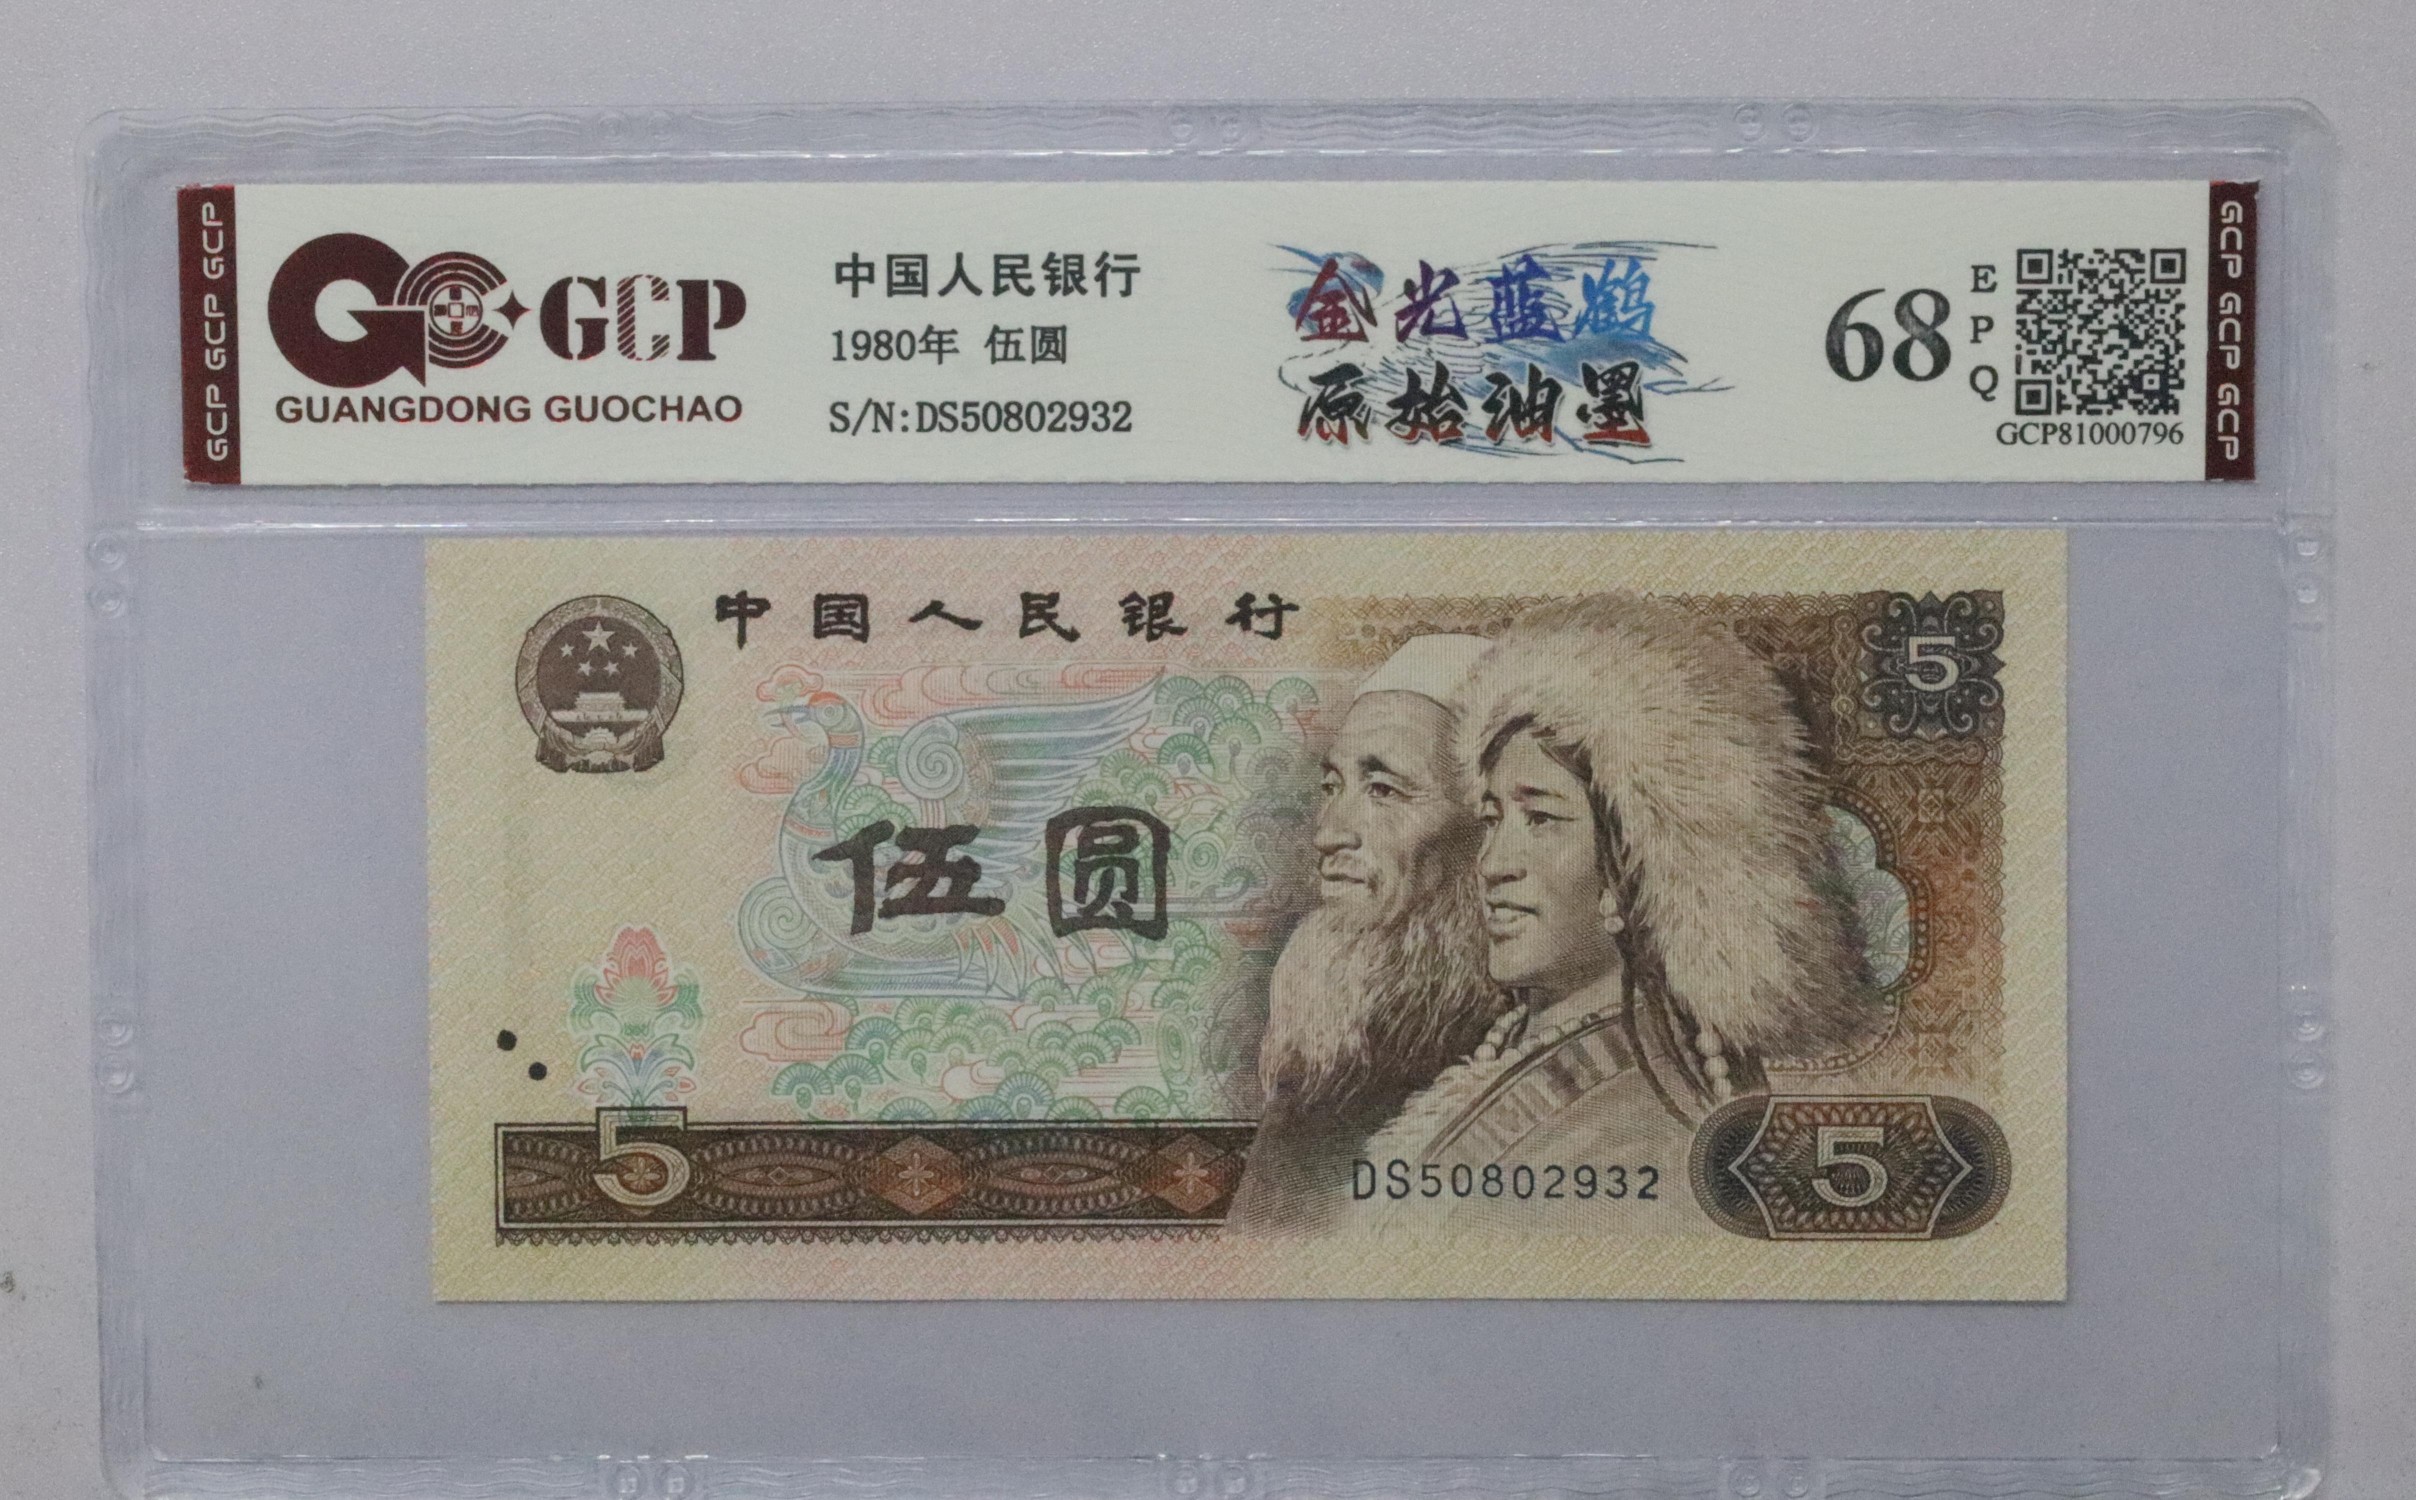 GCP GCP GCP
GCP
GUANGDONG GUOCHAO
中国人民银行
1980年 伍圆
S/N:DS50802932
金光蓝鹤
原始油墨
68
EPQ
GCP81000796
GCP GCP GCP
中国人民银行
5
伍圆
5
DS50802932
5